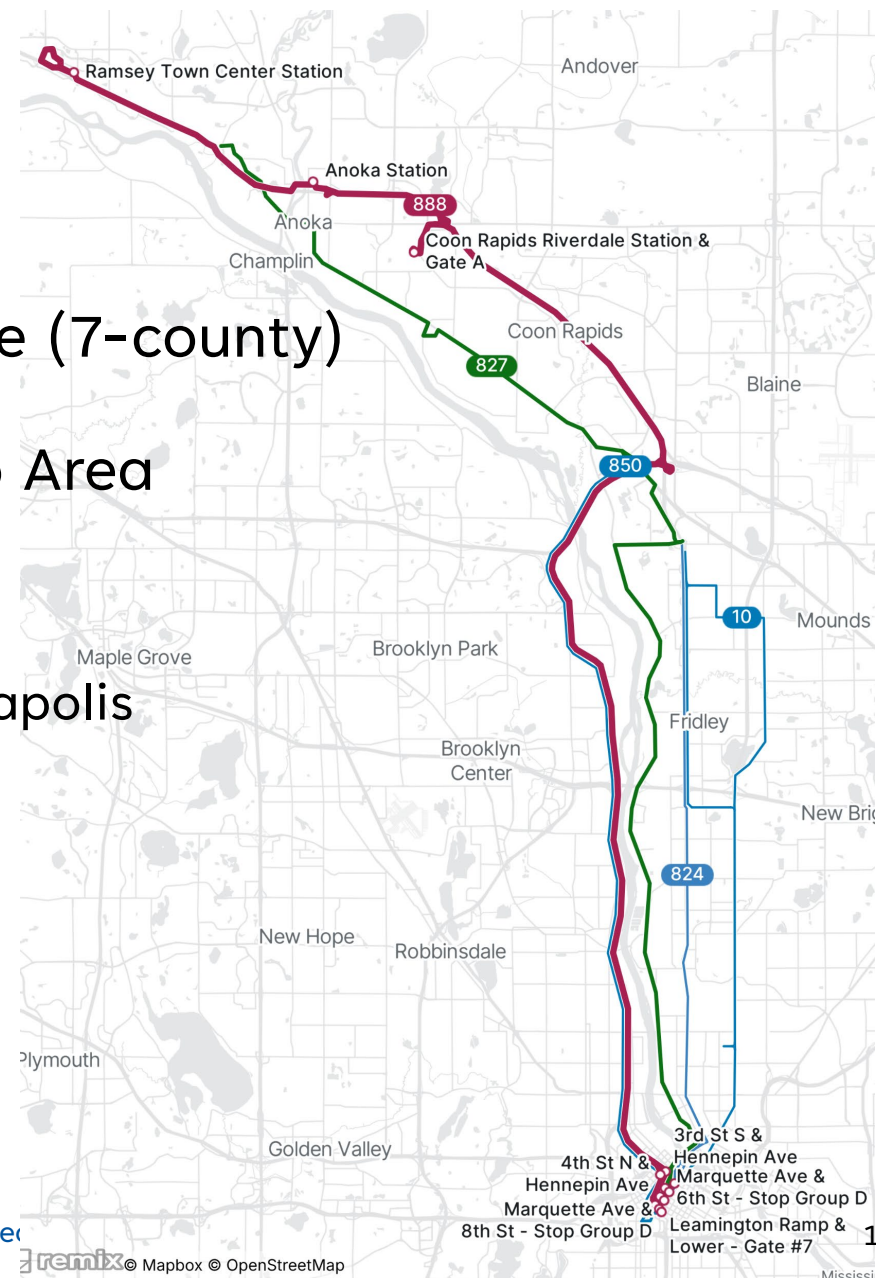 Ramsey Town Center Station
Andover
Anoka Station
888
Anoka
Coon Rapids Riverdale Station &
Gate A
Champlin
e (7-county)
Coon Rapids
827
Blaine
Area
850
10
Mounds
Maple Grove
Brooklyn Park
apolis
Fridley
Brooklyn
Center
New Brig
824
New Hope
Robbinsdale
Plymouth
Golden Valley
3rd St S &
Hennepin Ave
4th St N &
Hennepin Ave
Marquette Ave &
6th St - Stop Group D
Marquette Ave &
8th St - Stop Group D
Leamington Ramp &
Lower - Gate #7
1
remix © Mapbox © OpenStreetMap
Mississi